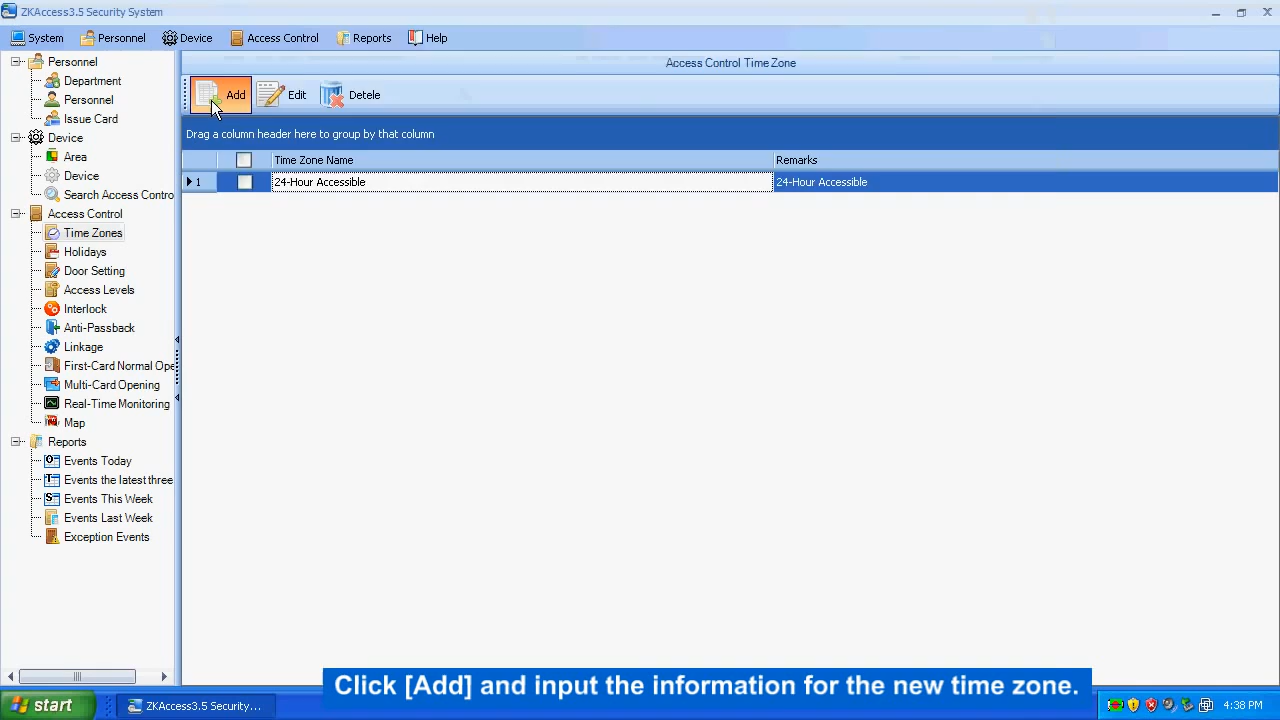 ZKAccess3.5 Security System
System Personnel Device Access Control Reports Help
Personnel
Department
Personnel
Issue Card
Device
Area
Device
Search Access Contro
Access Control
Time Zones
Holidays
Door Setting
Access Levels
Interlock
Anti-Passback
Linkage
First-Card Normal Ope
Multi-Card Opening
Real-Time Monitoring
Map
Reports
Events Today
Events the latest three
Events This Week
Events Last Week
Exception Events
Access Control Time Zone
Add Edit Detele
Drag a column header here to group by that column
Time Zone Name Remarks
1 24-Hour Accessible 24-Hour Accessible
Click [Add] and input the information for the new time zone.
start ZKAccess3.5 Security... 4:38 PM